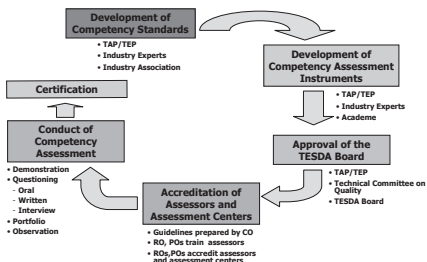 Development of
Competency Standards
• TAP/TEP
• Industry Experts
• Industry Association
Development of
Competency Assessment
Instruments
• TAP/TEP
• Industry Experts
• Academe
Approval of the
TESDA Board
• TAP/TEP
• Technical Committee on
Quality
• TESDA Board
Accreditation of
Assessors and
Assessment Centers
• Guidelines prepared by CO
• RO, POs train assessors
• ROs,POs accredit assessors
and assessment centers
Conduct of
Competency
Assessment
• Demonstration
• Questioning
- Oral
- Written
- Interview
• Portfolio
• Observation
Certification